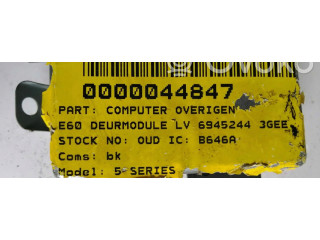 0000044847
PART: COMPUTER OVERIGEN
E60 DEURMODULE LV 6945244 3GEE
STOCK NO: OUD IC: B646A
Coms: bk
Model: 5-SERIES